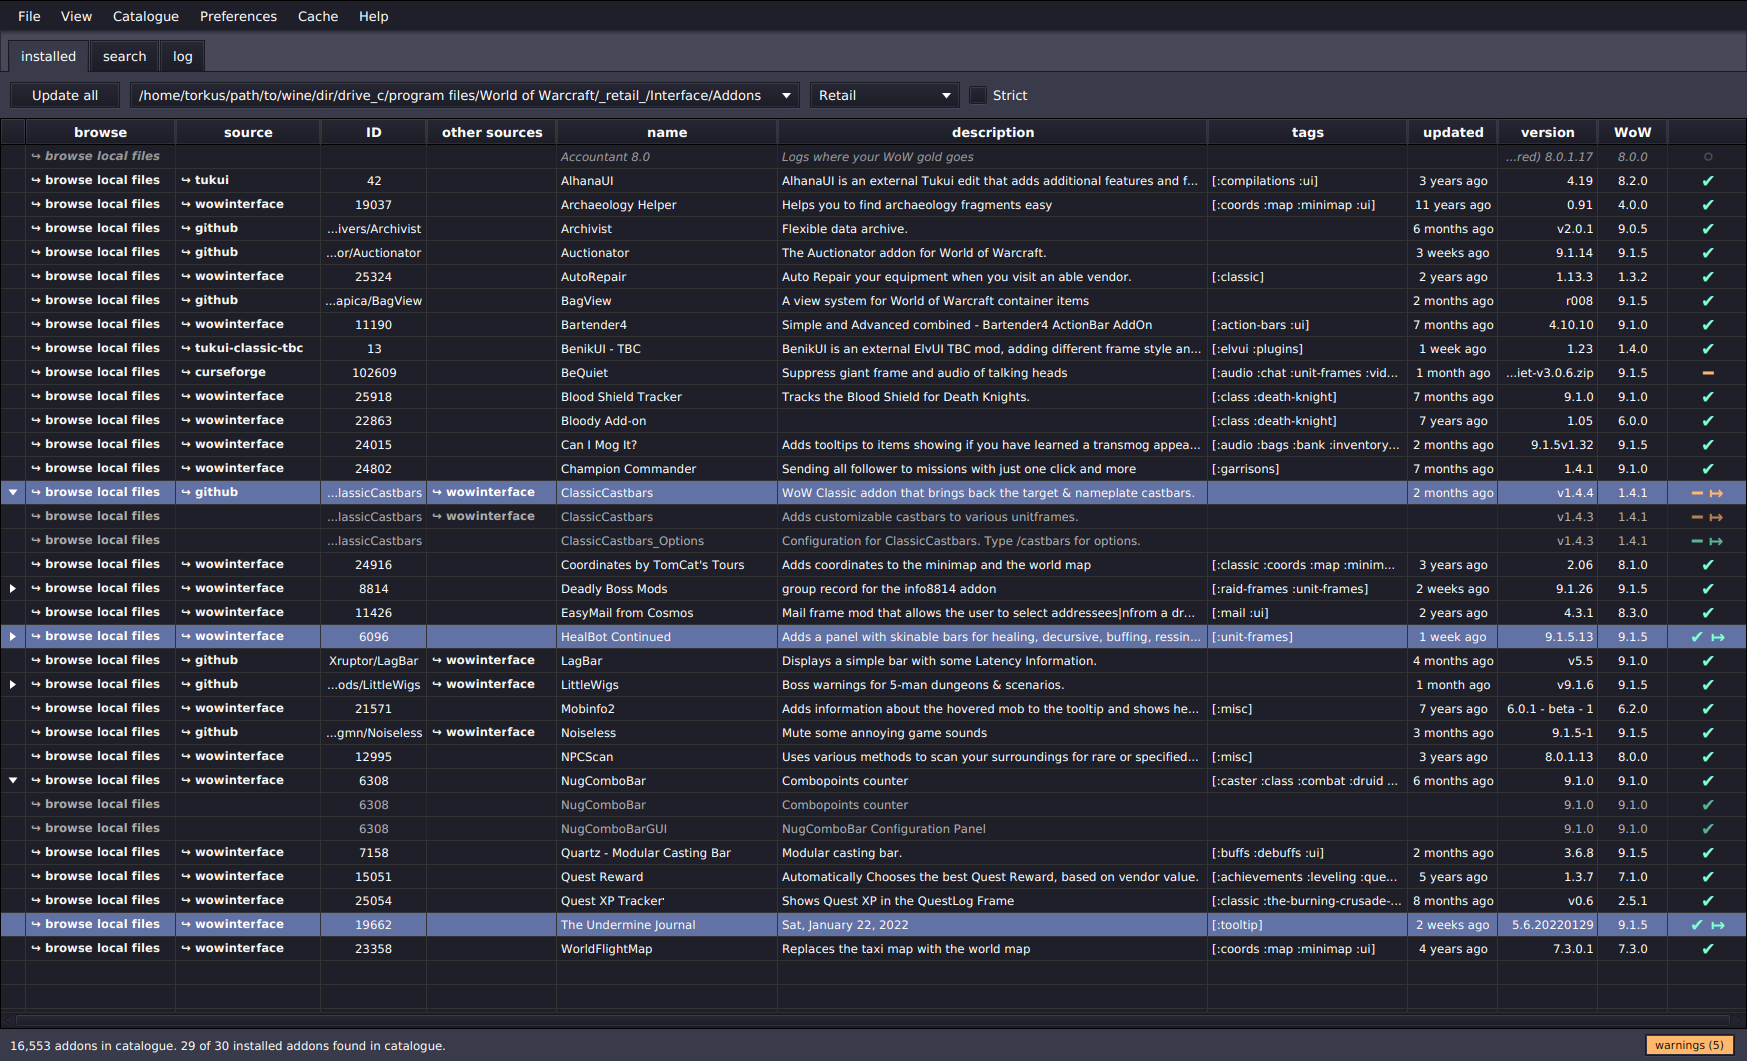 File View Catalogue Preferences Cache Help
installed search log
Update all /home/torkus/path/to/wine/dir/drive_c/program files/World of Warcraft/_retail_/Interface/Addons Retail Strict
browse source ID other sources name description tags updated version WoW
↪ browse local files Accountant 8.0 Logs where your WoW gold goes ...red) 8.0.1.17 8.0.0
↪ browse local files ↪ tukui 42 AlhanaUI AlhanaUI is an external Tukui edit that adds additional features and f... [:compilations :ui] 3 years ago 4.19 8.2.0 ✔
↪ browse local files ↪ wowinterface 19037 Archaeology Helper Helps you to find archaeology fragments easy [:coords :map :minimap :ui] 11 years ago 0.91 4.0.0 ✔
↪ browse local files ↪ github ...ivers/Archivist Archivist Flexible data archive. 6 months ago v2.0.1 9.0.5 ✔
↪ browse local files ↪ github ...or/Auctionator Auctionator The Auctionator addon for World of Warcraft. 3 weeks ago 9.1.14 9.1.5 ✔
↪ browse local files ↪ wowinterface 25324 AutoRepair Auto Repair your equipment when you visit an able vendor. [:classic] 2 years ago 1.13.3 1.3.2 ✔
↪ browse local files ↪ github ...apica/BagView BagView A view system for World of Warcraft container items 2 months ago r008 9.1.5 ✔
↪ browse local files ↪ wowinterface 11190 Bartender4 Simple and Advanced combined - Bartender4 ActionBar AddOn [:action-bars :ui] 7 months ago 4.10.10 9.1.0 ✔
↪ browse local files ↪ tukui-classic-tbc 13 BenikUI - TBC BenikUI is an external ElvUI TBC mod, adding different frame style an... [:elvui :plugins] 1 week ago 1.23 1.4.0 ✔
↪ browse local files ↪ curseforge 102609 BeQuiet Suppress giant frame and audio of talking heads [:audio :chat :unit-frames :vid... 1 month ago ...iet-v3.0.6.zip 9.1.5 –
↪ browse local files ↪ wowinterface 25918 Blood Shield Tracker Tracks the Blood Shield for Death Knights. [:class :death-knight] 7 months ago 9.1.0 9.1.0 ✔
↪ browse local files ↪ wowinterface 22863 Bloody Add-on [:class :death-knight] 7 years ago 1.05 6.0.0 ✔
↪ browse local files ↪ wowinterface 24015 Can I Mog It? Adds tooltips to items showing if you have learned a transmog appea... [:audio :bags :bank :inventory... 2 months ago 9.1.5v1.32 9.1.5 ✔
↪ browse local files ↪ wowinterface 24802 Champion Commander Sending all follower to missions with just one click and more [:garrisons] 7 months ago 1.4.1 9.1.0 ✔
↪ browse local files ↪ github ...lassicCastbars ↪ wowinterface ClassicCastbars WoW Classic addon that brings back the target & nameplate castbars. 2 months ago v1.4.4 1.4.1 – ↦
↪ browse local files ...lassicCastbars ↪ wowinterface ClassicCastbars Adds customizable castbars to various unitframes. v1.4.3 1.4.1 – ↦
↪ browse local files ...lassicCastbars ClassicCastbars_Options Configuration for ClassicCastbars. Type /castbars for options. v1.4.3 1.4.1 – ↦
↪ browse local files ↪ wowinterface 24916 Coordinates by TomCat's Tours Adds coordinates to the minimap and the world map [:classic :coords :map :minim... 3 years ago 2.06 8.1.0 ✔
↪ browse local files ↪ wowinterface 8814 Deadly Boss Mods group record for the info8814 addon [:raid-frames :unit-frames] 2 weeks ago 9.1.26 9.1.5 ✔
↪ browse local files ↪ wowinterface 11426 EasyMail from Cosmos Mail frame mod that allows the user to select addressees|nfrom a dr... [:mail :ui] 2 years ago 4.3.1 8.3.0 ✔
↪ browse local files ↪ wowinterface 6096 HealBot Continued Adds a panel with skinable bars for healing, decursive, buffing, ressin... [:unit-frames] 1 week ago 9.1.5.13 9.1.5 ✔ ↦
↪ browse local files ↪ github Xruptor/LagBar ↪ wowinterface LagBar Displays a simple bar with some Latency Information. 4 months ago v5.5 9.1.0 ✔
↪ browse local files ↪ github ...ods/LittleWigs ↪ wowinterface LittleWigs Boss warnings for 5-man dungeons & scenarios. 1 month ago v9.1.6 9.1.5 ✔
↪ browse local files ↪ wowinterface 21571 Mobinfo2 Adds information about the hovered mob to the tooltip and shows he... [:misc] 7 years ago 6.0.1 - beta - 1 6.2.0 ✔
↪ browse local files ↪ github ...gmn/Noiseless ↪ wowinterface Noiseless Mute some annoying game sounds 3 months ago 9.1.5-1 9.1.5 ✔
↪ browse local files ↪ wowinterface 12995 NPCScan Uses various methods to scan your surroundings for rare or specified... [:misc] 3 years ago 8.0.1.13 8.0.0 ✔
↪ browse local files ↪ wowinterface 6308 NugComboBar Combopoints counter [:caster :class :combat :druid ... 6 months ago 9.1.0 9.1.0 ✔
↪ browse local files 6308 NugComboBar Combopoints counter 9.1.0 9.1.0 ✔
↪ browse local files 6308 NugComboBarGUI NugComboBar Configuration Panel 9.1.0 9.1.0 ✔
↪ browse local files ↪ wowinterface 7158 Quartz - Modular Casting Bar Modular casting bar. [:buffs :debuffs :ui] 2 months ago 3.6.8 9.1.5 ✔
↪ browse local files ↪ wowinterface 15051 Quest Reward Automatically Chooses the best Quest Reward, based on vendor value. [:achievements :leveling :que... 5 years ago 1.3.7 7.1.0 ✔
↪ browse local files ↪ wowinterface 25054 Quest XP Tracker Shows Quest XP in the QuestLog Frame [:classic :the-burning-crusade-... 8 months ago v0.6 2.5.1 ✔
↪ browse local files ↪ wowinterface 19662 The Undermine Journal Sat, January 22, 2022 [:tooltip] 2 weeks ago 5.6.20220129 9.1.5 ✔ ↦
↪ browse local files ↪ wowinterface 23358 WorldFlightMap Replaces the taxi map with the world map [:coords :map :minimap :ui] 4 years ago 7.3.0.1 7.3.0 ✔
16,553 addons in catalogue. 29 of 30 installed addons found in catalogue. warnings (5)